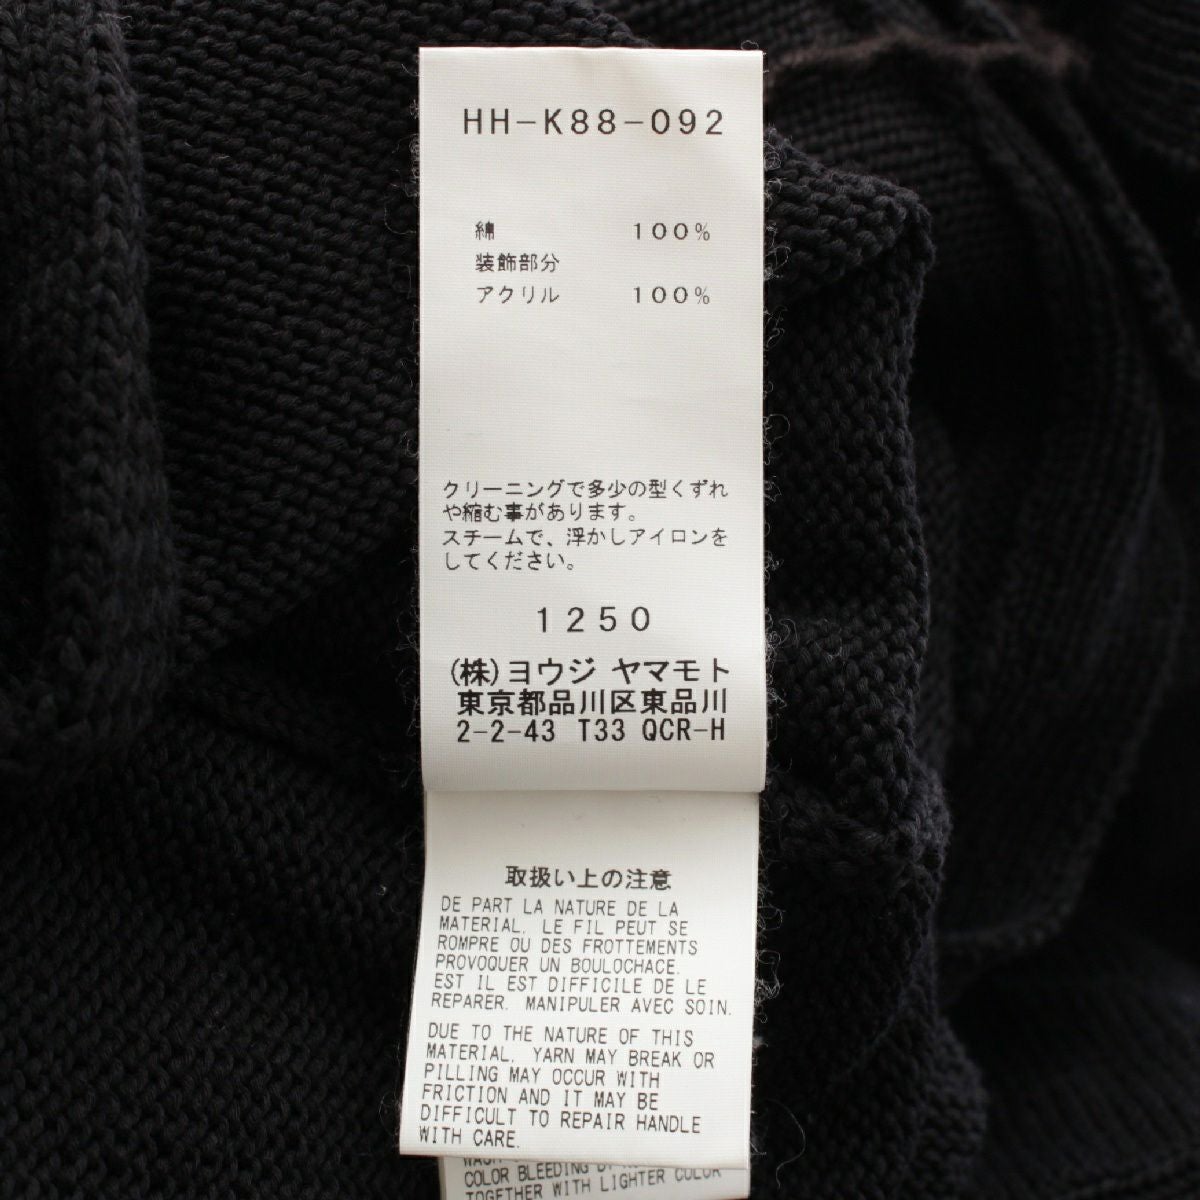 HH-K88-092
綿 100%
装飾部分
アクリル 100%
クリーニングで多少の型くずれ
や縮む事があります。
スチームで、浮かしアイロンを
してください。
1250
(株)ヨウジ ヤマモト
東京都品川区東品川
2-2-43 T33 QCR-H
取扱い上の注意
DE PART LA NATURE DE LA
MATERIAL. LE FIL PEUT SE
ROMPRE OU DES FROTTEMENTS
PROVOQUER UN BOULOCHACE.
EST IL EST DIFFICILE DE LE
REPARER. MANIPULER AVEC SOIN.
DUE TO THE NATURE OF THIS
MATERIAL. YARN MAY BREAK OR
PILLING MAY OCCUR WITH
FRICTION AND IT MAY BE
DIFFICULT TO REPAIR HANDLE
WITH CARE.
COLOR BLEEDING
TOGETHER WITH LIGHTER COLOR